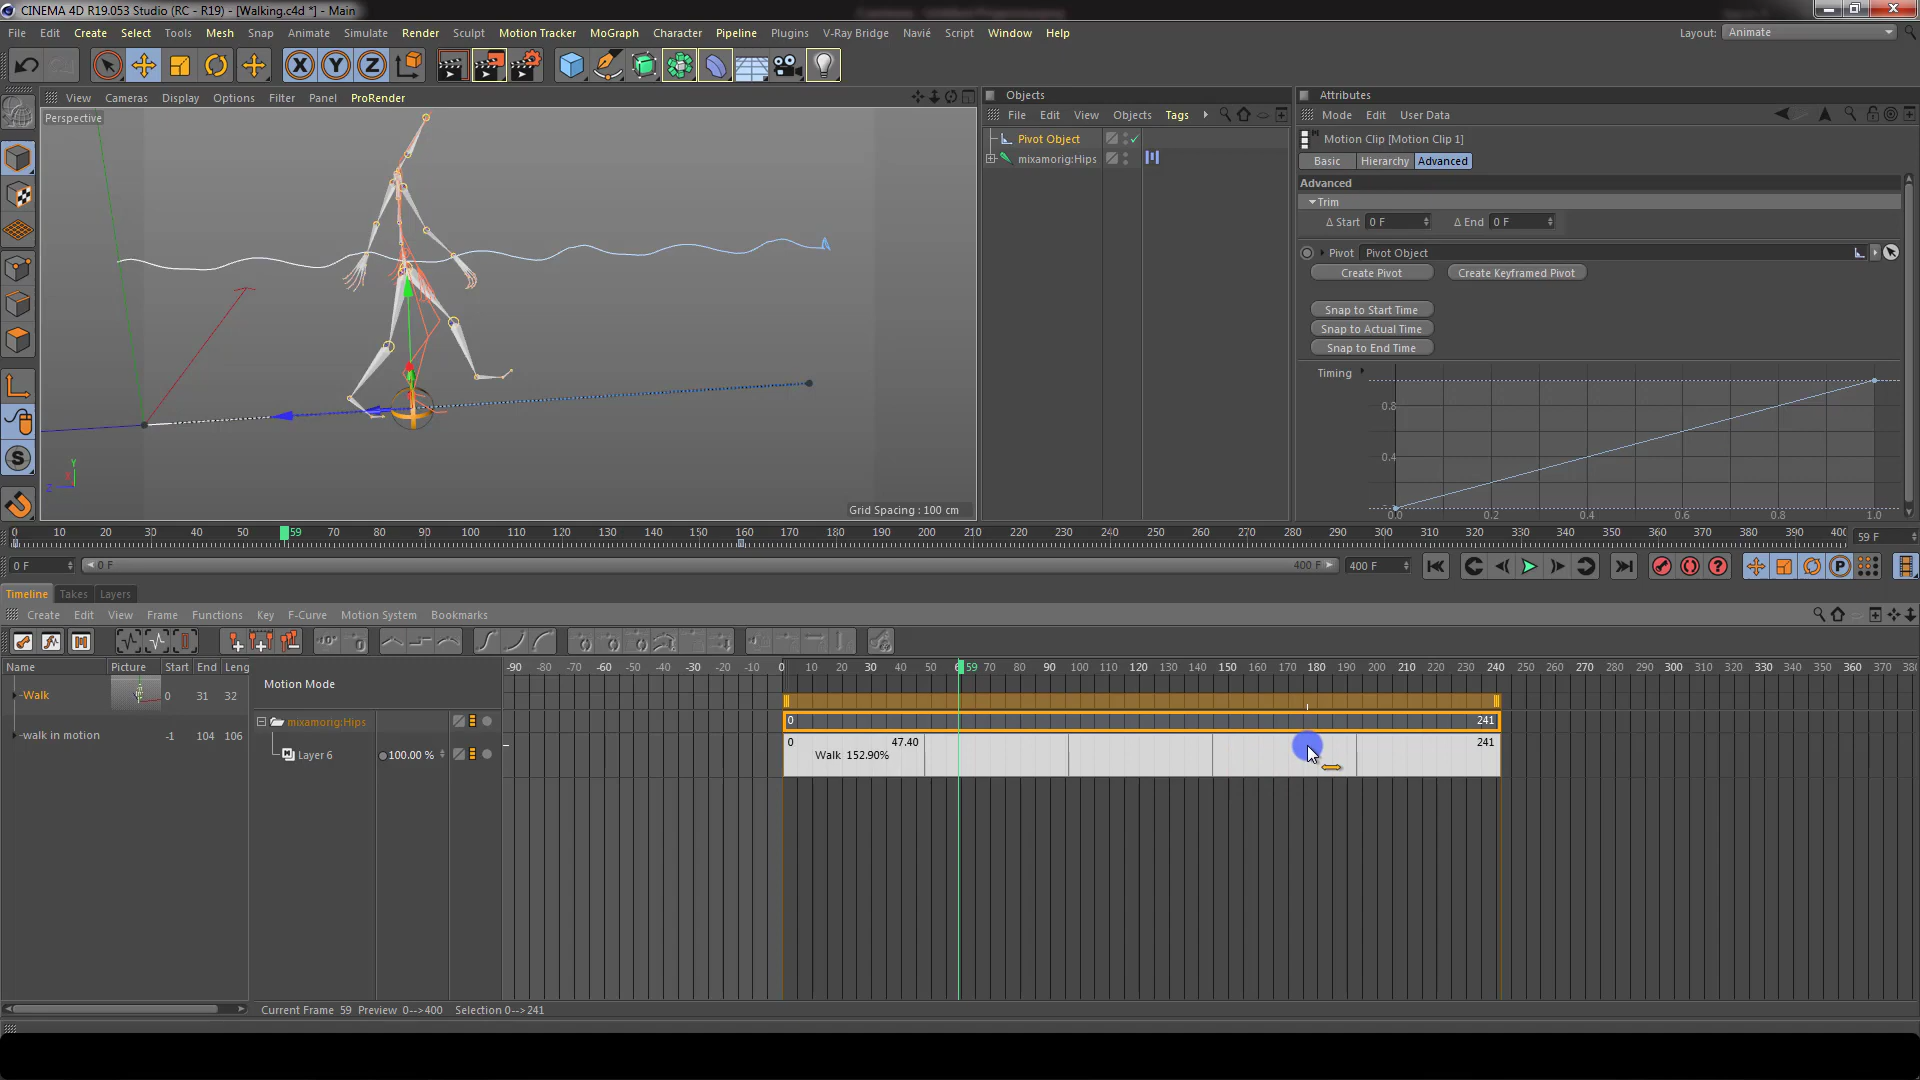 CINEMA 4D R19.053 Studio (RC - R19) - [Walking.c4d *] - Main
File Edit Create Select Tools Mesh Snap Animate Simulate Render Sculpt Motion Tracker MoGraph Character Pipeline Plugins V-Ray Bridge Navié Script Window Help
Layout: Animate
View Cameras Display Options Filter Panel ProRender
Perspective
Y
X
Z
Grid Spacing : 100 cm
Objects
File Edit View Objects Tags
Pivot Object
mixamorig:Hips
Attributes
Mode Edit User Data
Motion Clip [Motion Clip 1]
Basic Hierarchy Advanced
Advanced
Trim
Δ Start 0 F Δ End 0 F
Pivot Pivot Object
Create Pivot Create Keyframed Pivot
Snap to Start Time
Snap to Actual Time
Snap to End Time
Timing
0.8
0.4
0.0 0.2 0.4 0.6 0.8 1.0
0 10 20 30 40 50 59 70 80 90 100 110 120 130 140 150 160 170 180 190 200 210 220 230 240 250 260 270 280 290 300 310 320 330 340 350 360 370 380 390 400 59 F
0 F 0 F 400 F 400 F
Timeline Takes Layers
Create Edit View Frame Functions Key F-Curve Motion System Bookmarks
Name Picture Start End Leng
-90 -80 -70 -60 -50 -40 -30 -20 -10 0 10 20 30 40 50 6 59 70 80 90 100 110 120 130 140 150 160 170 180 190 200 210 220 230 240 250 260 270 280 290 300 310 320 330 340 350 360 370 380
Motion Mode
Walk 0 31 32
mixamorig:Hips
0 241
walk in motion -1 104 106
Layer 6 100.00 %
0 47.40 241
Walk 152.90%
Current Frame 59 Preview 0-->400 Selection 0-->241